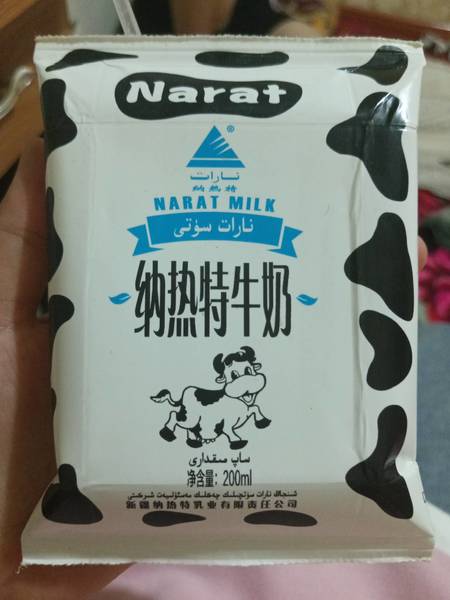 Narat
®
نارات
纳热特
NARAT MILK
نارات سۈتى
纳热特牛奶
ساپ مىقدارى
净含量: 200ml
شىنجاڭ نارات سۈتچىلىك چەكلىك مەسئۇلىيەت شىركىتى
新疆纳热特乳业有限责任公司